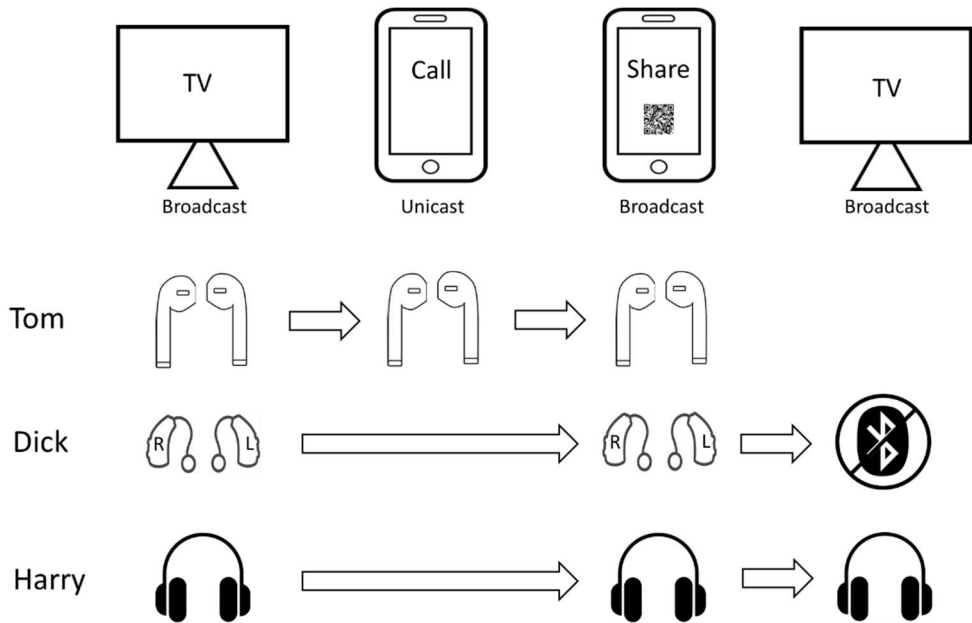 TV
Call
Share
TV
Broadcast
Unicast
Broadcast
Broadcast
Tom
Dick
R L
R L
Harry